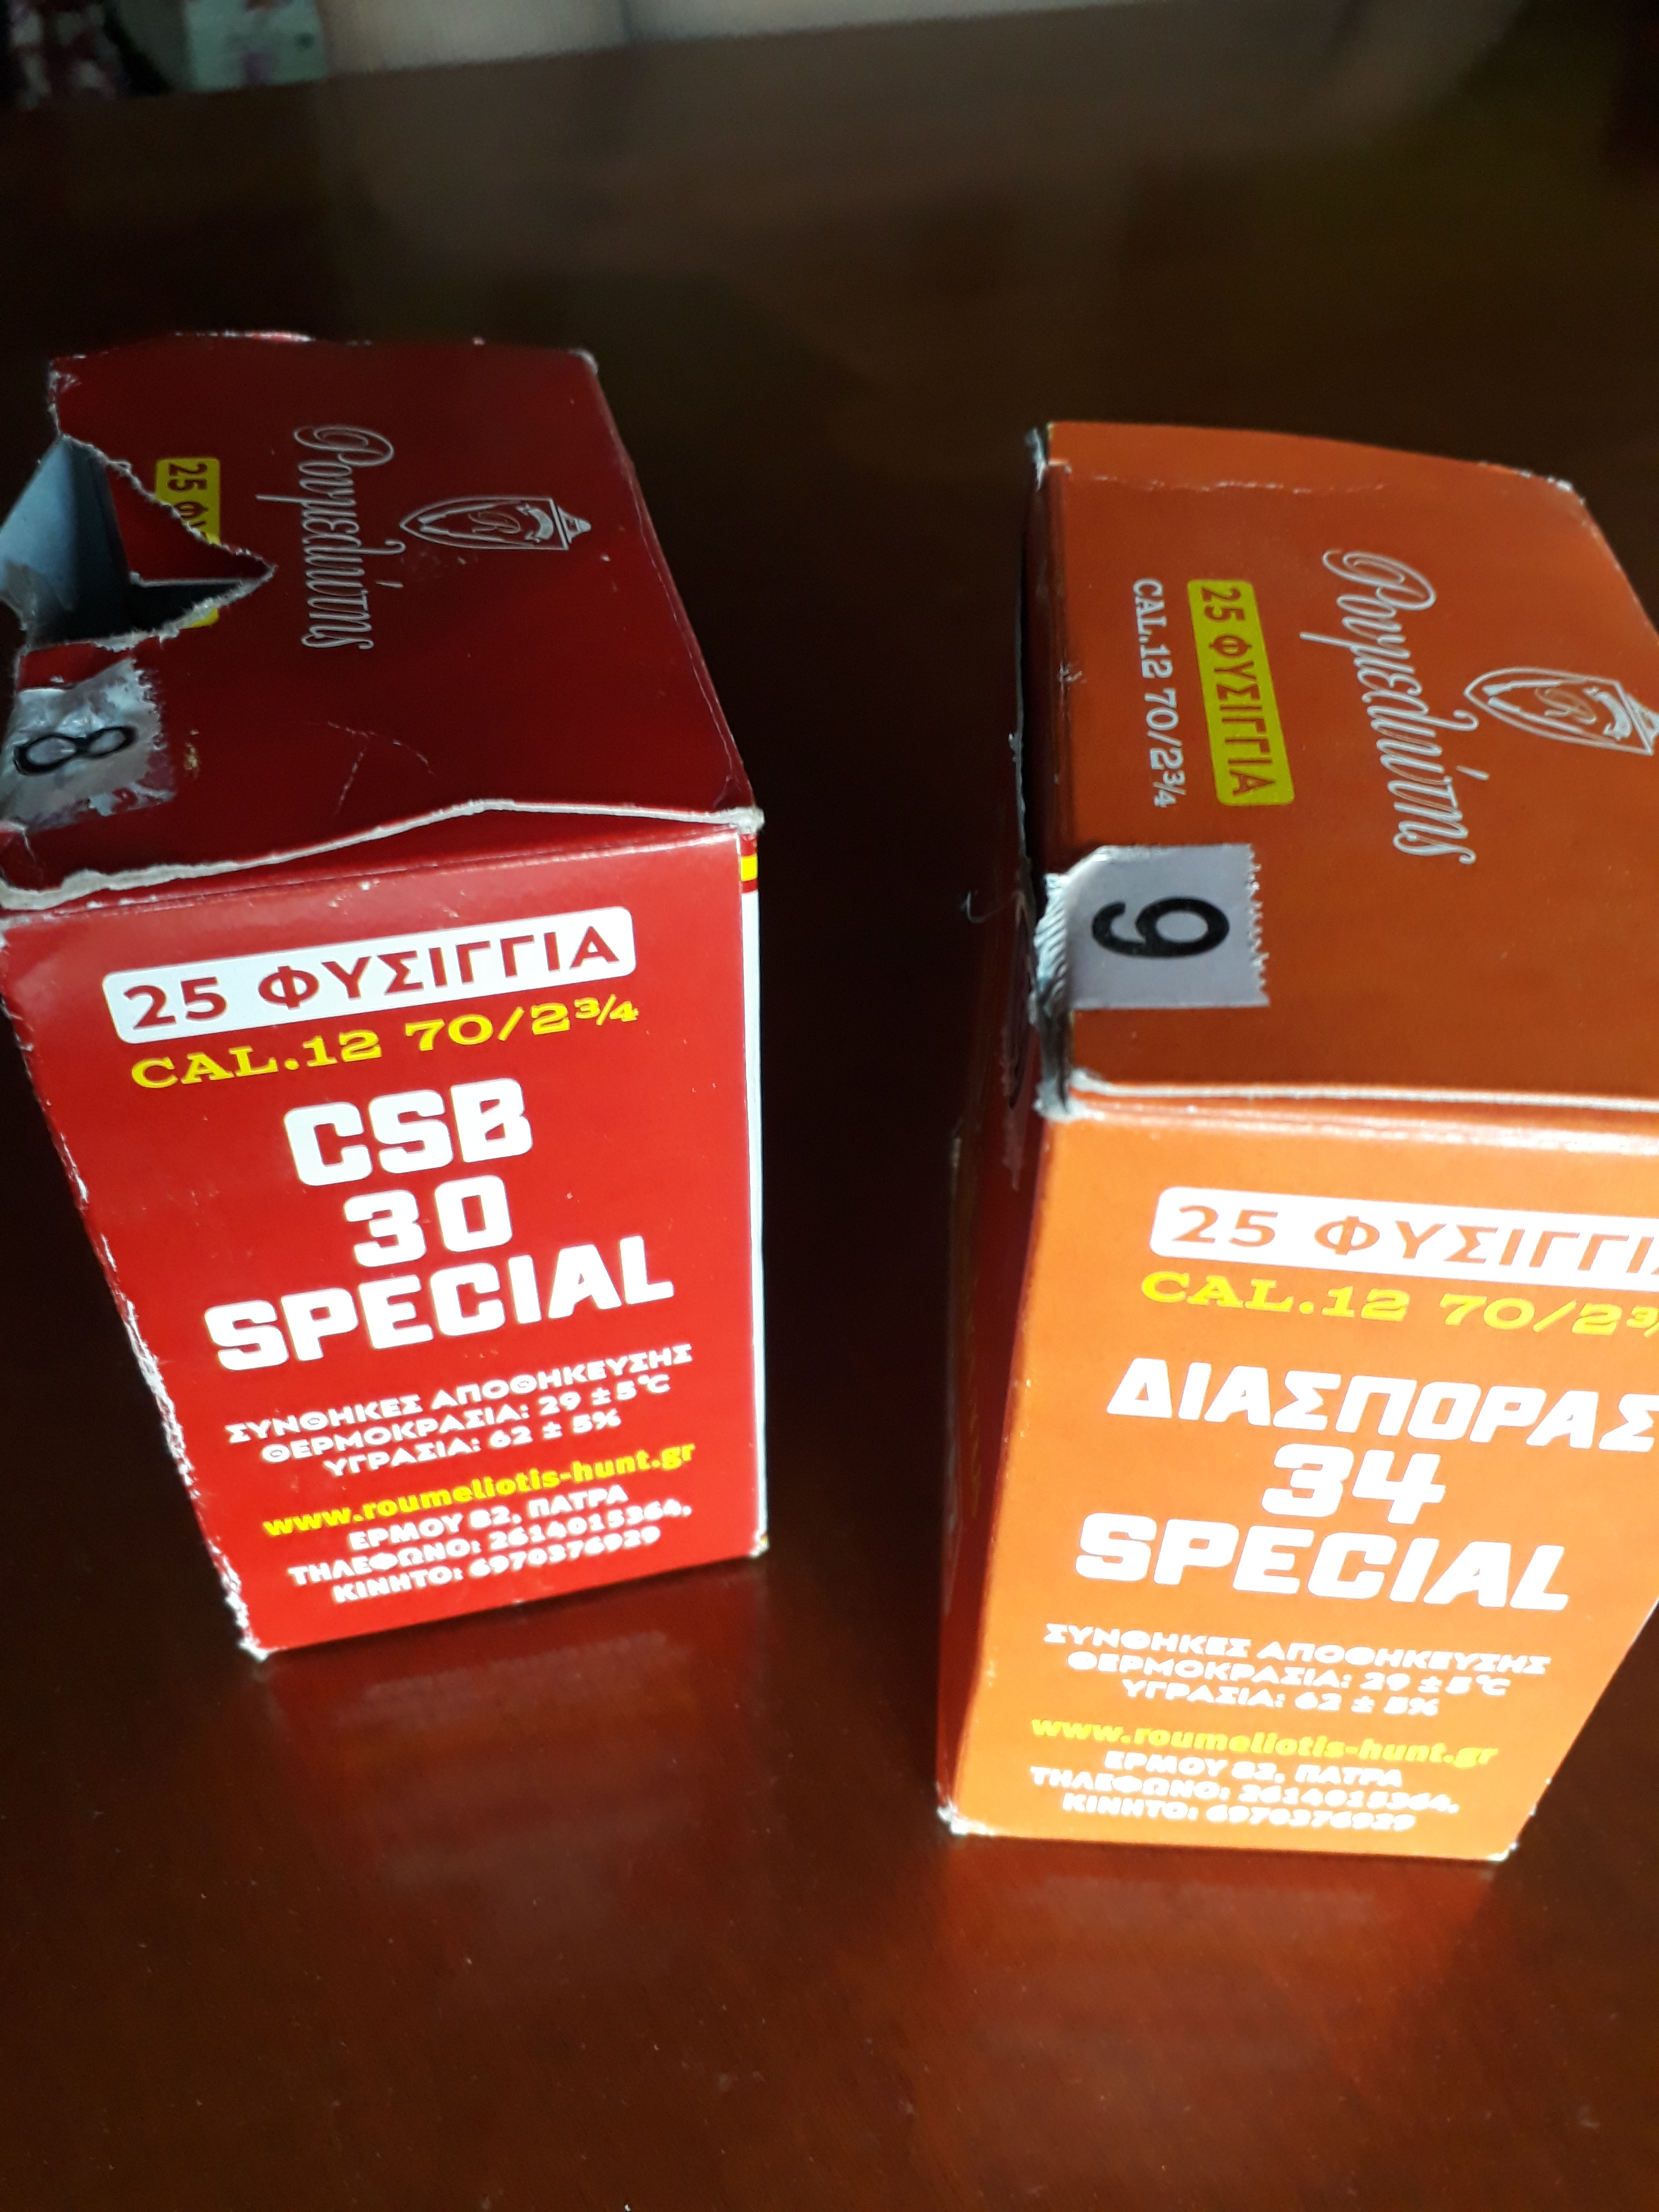 Ρουμελιώτης
8
25 ΦΥΣΙΓΓΙΑ
CAL.12 70/2¾
CSB
30
SPECIAL
ΣΥΝΘΗΚΕΣ ΑΠΟΘΗΚΕΥΣΗΣ
ΘΕΡΜΟΚΡΑΣΙΑ: 29 ± 5°C
ΥΓΡΑΣΙΑ: 62 ± 5%
www.roumeliotis-hunt.gr
ΕΡΜΟΥ 82, ΠΑΤΡΑ
ΤΗΛΕΦΩΝΟ: 2614015364,
ΚΙΝΗΤΟ: 6970376929
Ρουμελιώτης
25 ΦΥΣΙΓΓΙΑ
CAL.12 70/2¾
9
25 ΦΥΣΙΓΓΙ
CAL.12 70/2¾
ΔΙΑΣΠΟΡΑΣ
34
SPECIAL
ΣΥΝΘΗΚΕΣ ΑΠΟΘΗΚΕΥΣΗΣ
ΘΕΡΜΟΚΡΑΣΙΑ: 29 ± 5°C
ΥΓΡΑΣΙΑ: 62 ± 5%
www.roumeliotis-hunt.gr
ΕΡΜΟΥ 82, ΠΑΤΡΑ
ΤΗΛΕΦΩΝΟ: 2614015364,
ΚΙΝΗΤΟ: 6970376929